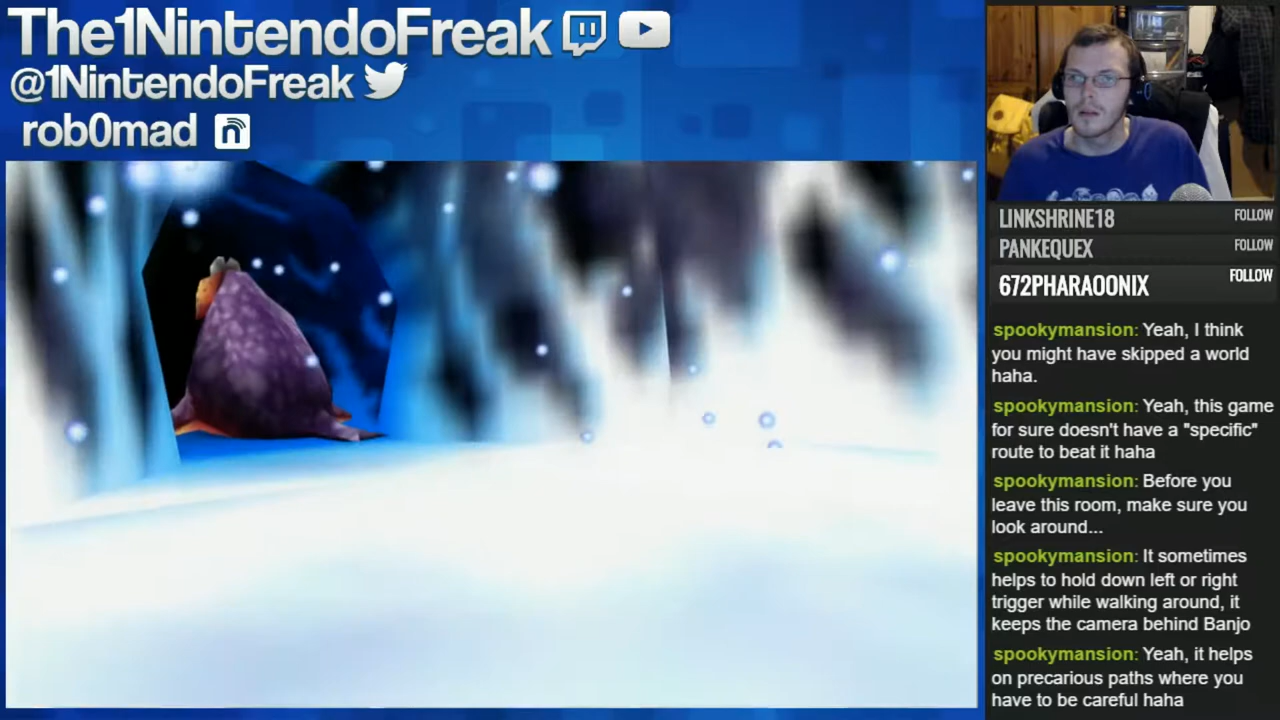 The1NintendoFreak
@1NintendoFreak
rob0mad
LINKSHRINE18 FOLLOW
PANKEQUEX FOLLOW
672PHARAOONIX FOLLOW
spookymansion: Yeah, I think
you might have skipped a world
haha.
spookymansion: Yeah, this game
for sure doesn't have a "specific"
route to beat it haha
spookymansion: Before you
leave this room, make sure you
look around...
spookymansion: It sometimes
helps to hold down left or right
trigger while walking around, it
keeps the camera behind Banjo
spookymansion: Yeah, it helps
on precarious paths where you
have to be careful haha